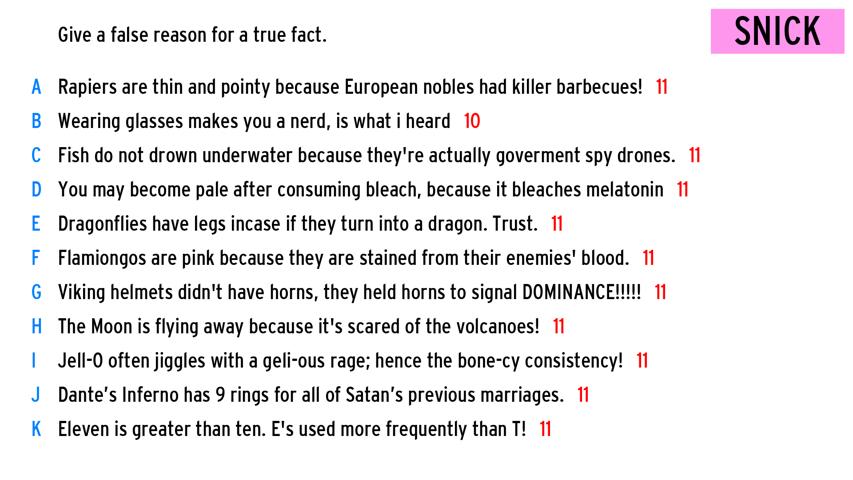 Give a false reason for a true fact.
SNICK
A Rapiers are thin and pointy because European nobles had killer barbecues! 11
B Wearing glasses makes you a nerd, is what i heard 10
C Fish do not drown underwater because they're actually goverment spy drones. 11
D You may become pale after consuming bleach, because it bleaches melatonin 11
E Dragonflies have legs incase if they turn into a dragon. Trust. 11
F Flamiongos are pink because they are stained from their enemies' blood. 11
G Viking helmets didn't have horns, they held horns to signal DOMINANCE!!!!! 11
H The Moon is flying away because it's scared of the volcanoes! 11
I Jell-O often jiggles with a geli-ous rage; hence the bone-cy consistency! 11
J Dante’s Inferno has 9 rings for all of Satan’s previous marriages. 11
K Eleven is greater than ten. E's used more frequently than T! 11